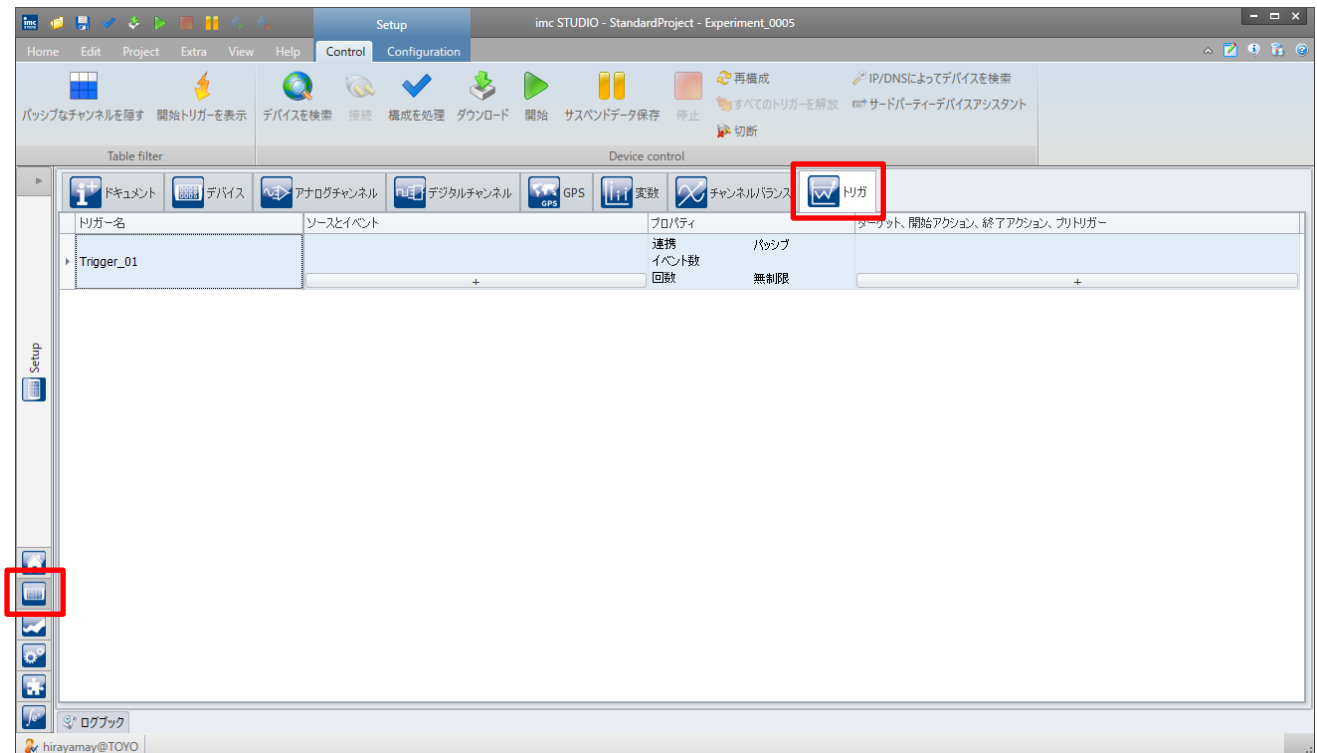 imc
Setup
imc STUDIO - StandardProject - Experiment_0005
Home Edit Project Extra View Help Control Configuration
パッシブなチャンネルを隠す 開始トリガーを表示 デバイスを検索 接続 構成を処理 ダウンロード 開始 サスペンドデータ保存 停止
再構成 IP/DNSによってデバイスを検索
すべてのトリガーを解放 サードパーティーデバイスアシスタント
切断
Table filter Device control
ドキュメント デバイス アナログチャンネル デジタルチャンネル GPS GPS 変数 チャンネルバランス トリガ
トリガー名 ソースとイベント プロパティ ターゲット、開始アクション、終了アクション、プリトリガー
Trigger_01
連携 パッシブ
イベント数
回数 無制限
+ +
Setup
ログブック
hirayamay@TOYO